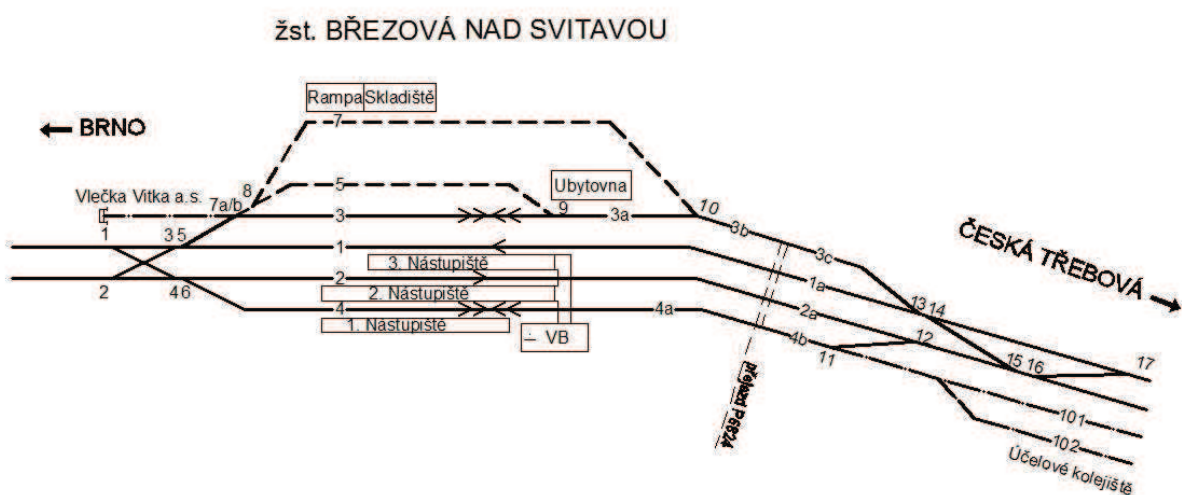 žst. BŘEZOVÁ NAD SVITAVOU
Rampa Skladiště
7
BRNO
ČESKÁ TŘEBOVÁ
Vlečka Vitka a.s.
7a/b
8
5
Ubytovna
3
9
3a
10
3b
3c
1
3 5
1
1a
3. Nástupiště
2
2a
2. Nástupiště
2
4 6
4
4a
4b
1. Nástupiště
VB
11
12
13 14
15 16
17
přejezd P6824
101
102
Účelové kolejiště